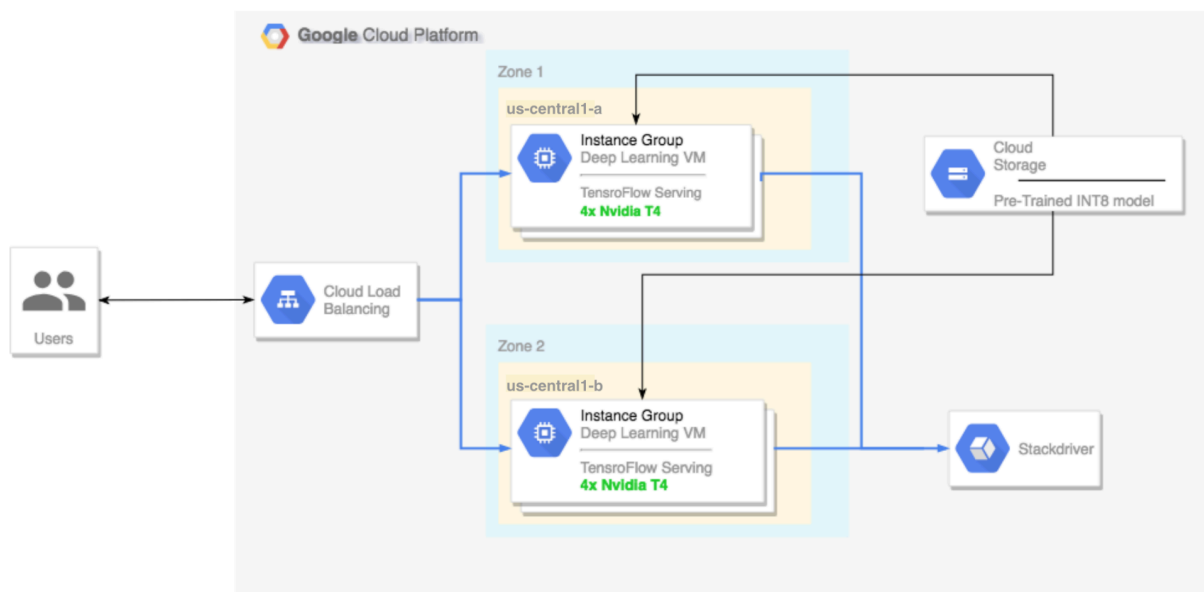 Google Cloud Platform
Zone 1
us-central1-a
Instance Group
Deep Learning VM
TensroFlow Serving
4x Nvidia T4
Cloud
Storage
Pre-Trained INT8 model
Users
Cloud Load
Balancing
Zone 2
us-central1-b
Instance Group
Deep Learning VM
TensroFlow Serving
4x Nvidia T4
Stackdriver